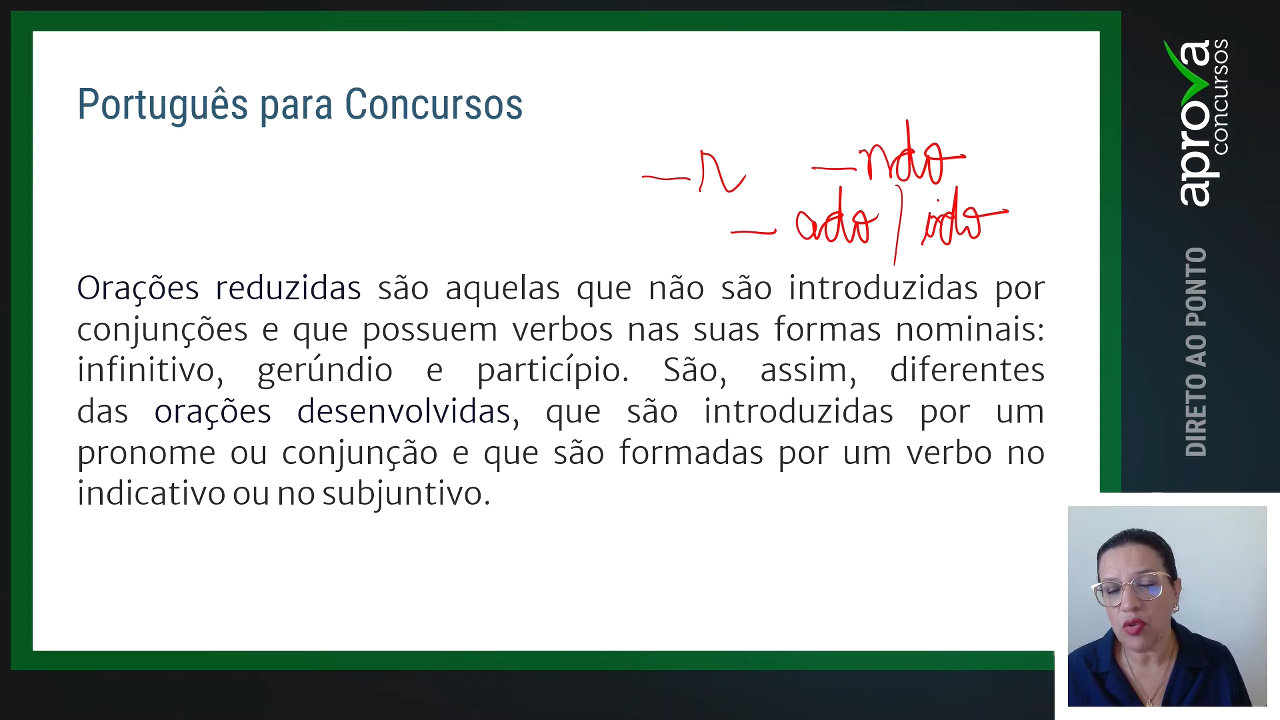 Português para Concursos
– r – ndo
– ado / ido
Orações reduzidas são aquelas que não são introduzidas por
conjunções e que possuem verbos nas suas formas nominais:
infinitivo, gerúndio e particípio. São, assim, diferentes
das orações desenvolvidas, que são introduzidas por um
pronome ou conjunção e que são formadas por um verbo no
indicativo ou no subjuntivo.
aprova
concursos
DIRETO AO PONTO